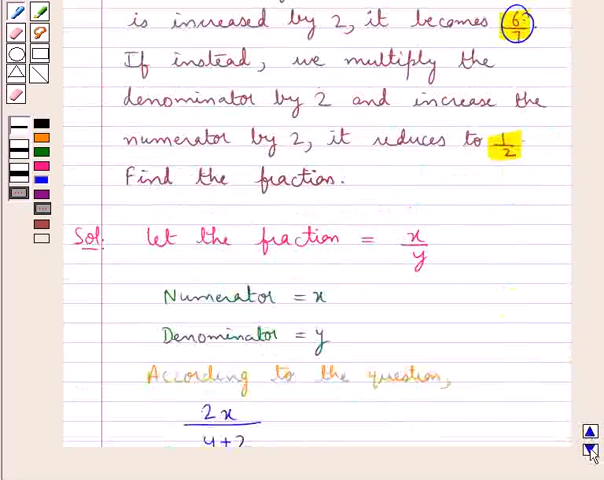 is increased by 2, it becomes 6/7.
If instead, we multiply the
denominator by 2 and increase the
numerator by 2, it reduces to 1/2
Find the fraction.
Sol: Let the fraction = x/y
Numerator = x
Denominator = y
According to the question,
2x
y+2